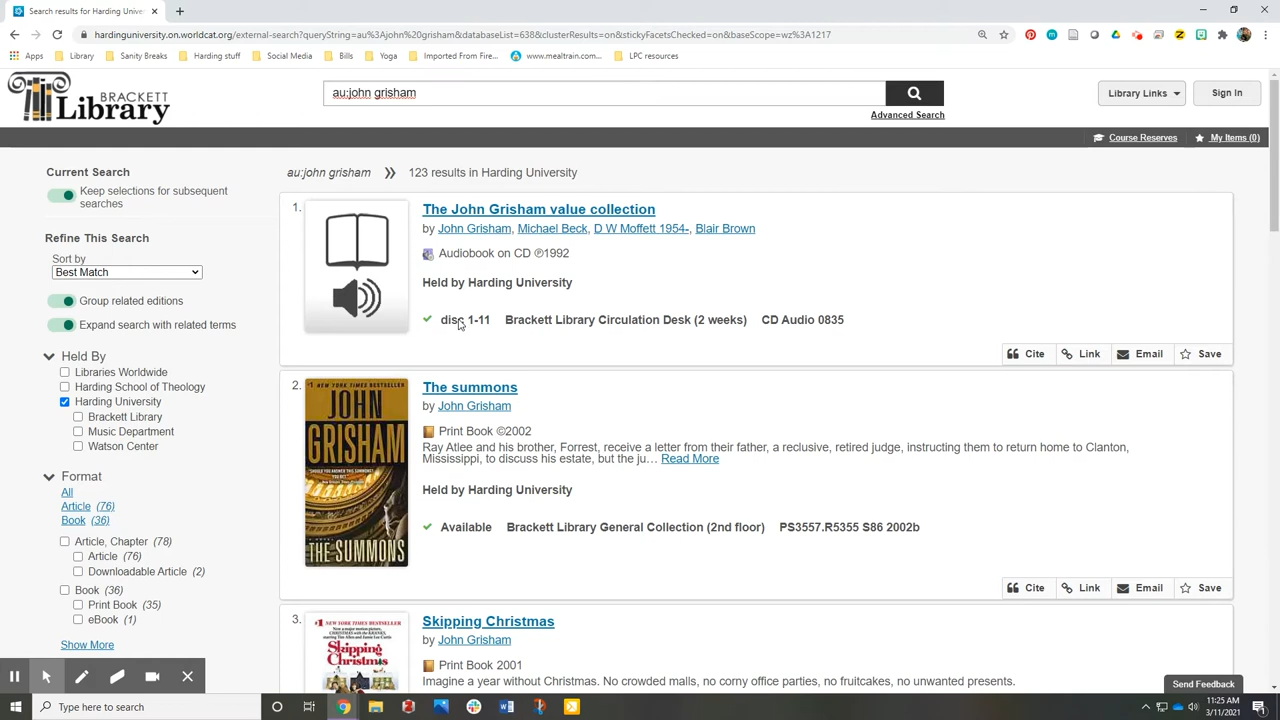 Search results for Harding Univers
hardinguniversity.on.worldcat.org/external-search?queryString=au%3Ajohn grisham&databaseList=638&clusterResults=on&stickyFacetsChecked=on&baseScope=wz%3A1217
Apps Library Sanity Breaks Harding stuff Social Media Bills Yoga Imported From Fire... www.mealtrain.com... LPC resources
BRACKETT
Library
au:john grisham
Advanced Search
Library Links
Sign In
Course Reserves My Items (0)
Current Search
Keep selections for subsequent
searches
Refine This Search
Sort by
Best Match
Group related editions
Expand search with related terms
Held By
Libraries Worldwide
Harding School of Theology
Harding University
Brackett Library
Music Department
Watson Center
Format
All
Article (76)
Book (36)
Article, Chapter (78)
Article (76)
Downloadable Article (2)
Book (36)
Print Book (35)
eBook (1)
Show More
au:john grisham 123 results in Harding University
1.
The John Grisham value collection
by John Grisham, Michael Beck, D W Moffett 1954-, Blair Brown
Audiobook on CD ℗1992
Held by Harding University
disc 1-11 Brackett Library Circulation Desk (2 weeks) CD Audio 0835
Cite Link Email Save
2.
#1 NEW YORK TIMES BESTSELLER
JOHN
GRISHAM
THE SUMMONS
The summons
by John Grisham
Print Book ©2002
Ray Atlee and his brother, Forrest, receive a letter from their father, a reclusive, retired judge, instructing them to return home to Clanton,
Mississippi, to discuss his estate, but the ju… Read More
Held by Harding University
Available Brackett Library General Collection (2nd floor) PS3557.R5355 S86 2002b
Cite Link Email Save
3.
#1 NEW YORK TIMES BESTSELLER
Skipping
Christmas
Skipping Christmas
by John Grisham
Print Book 2001
Imagine a year without Christmas. No crowded malls, no corny office parties, no fruitcakes, no unwanted presents.
Send Feedback
Type here to search
11:25 AM
3/11/2021